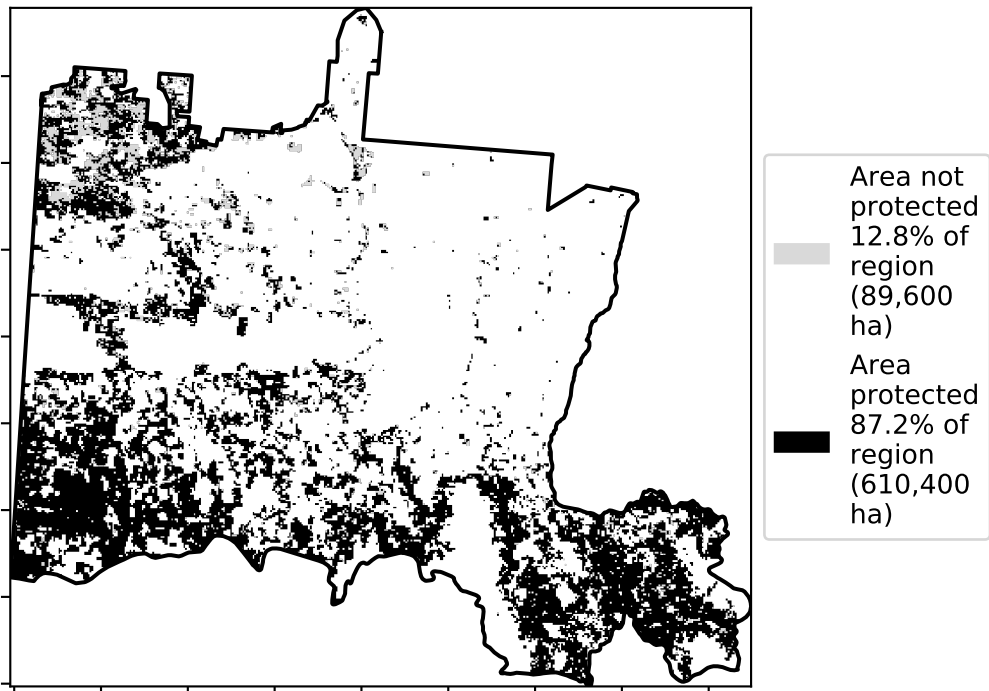 Area not
protected
12.8% of
region
(89,600
ha)
Area
protected
87.2% of
region
(610,400
ha)